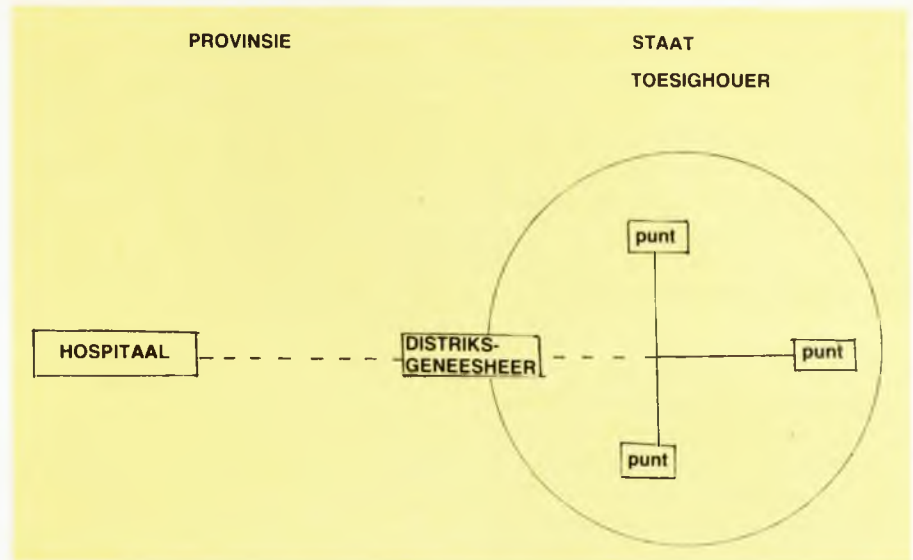 PROVINSIE
STAAT
TOESIGHOUER
punt
HOSPITAAL
DISTRIKS-
GENEESHEER
punt
punt